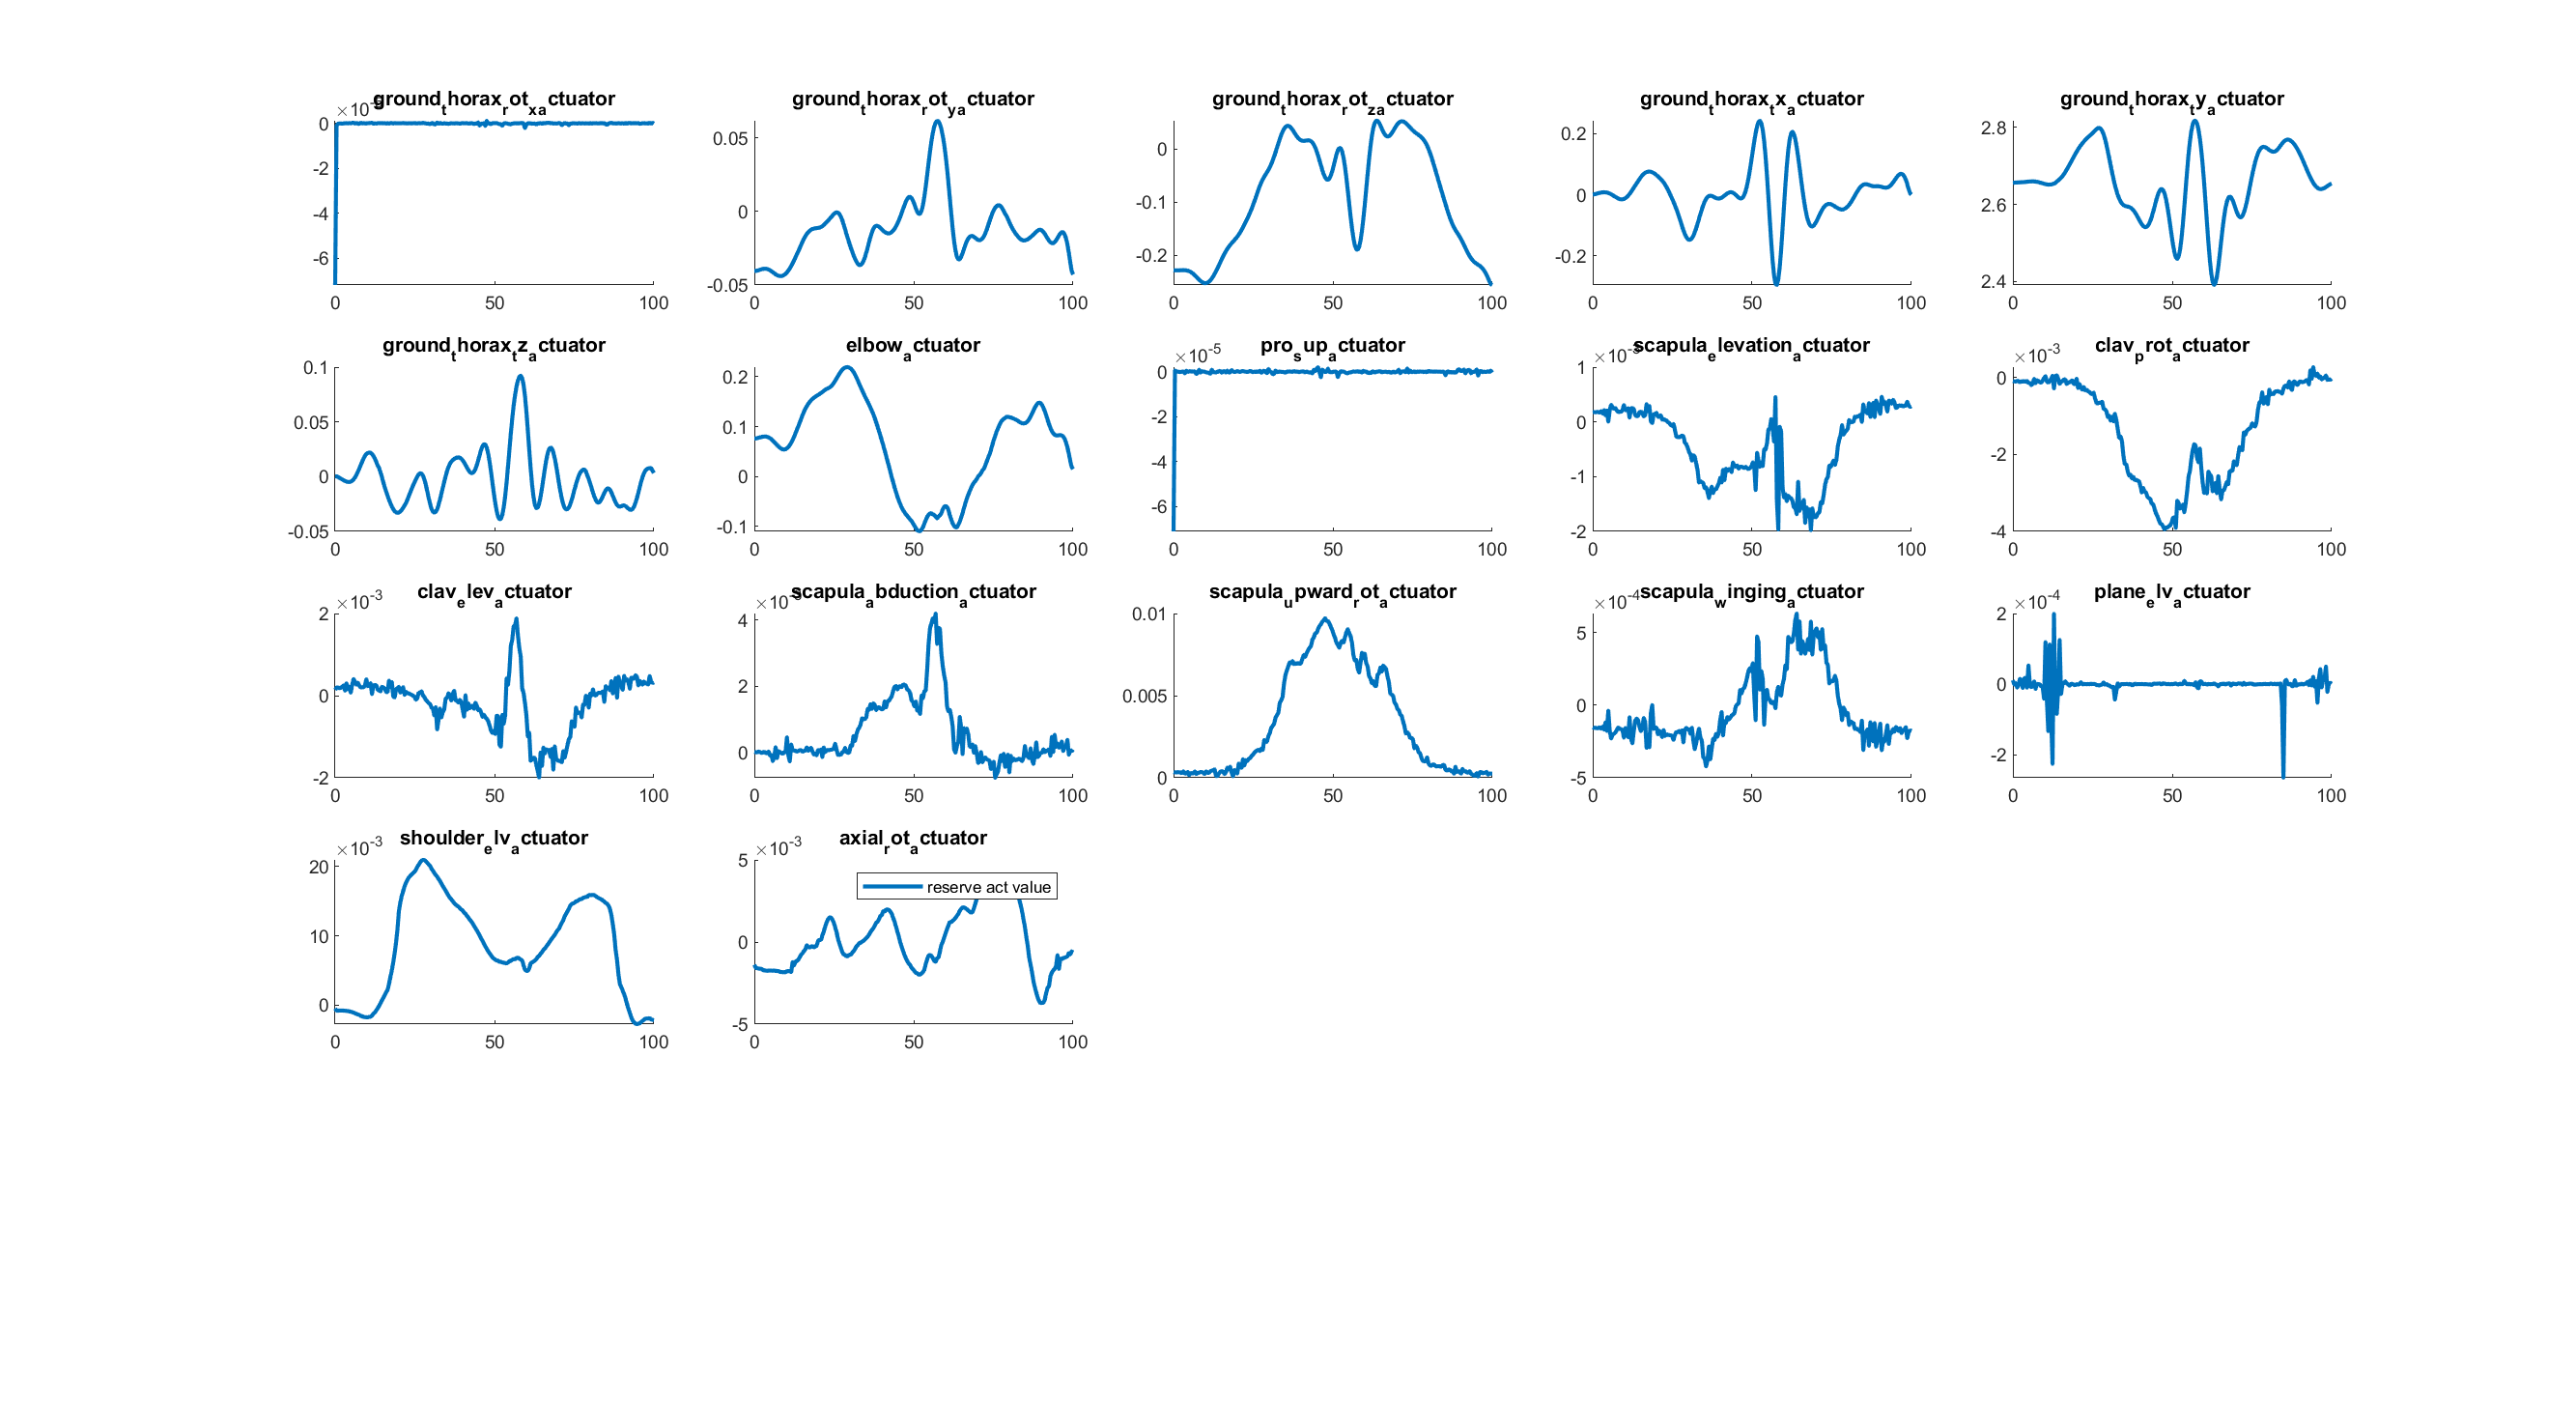 ground_thorax_rot_xactuator
×10
0
-2
-4
-6
0 50 100
ground_thorax_rot_yactuator
0.05
0
-0.05
0 50 100
ground_thorax_rot_zactuator
0
-0.1
-0.2
0 50 100
ground_thorax_tx_actuator
0.2
0
-0.2
0 50 100
ground_thorax_ty_actuator
2.8
2.6
2.4
0 50 100
ground_thorax_tz_actuator
0.1
0.05
0
-0.05
0 50 100
elbow_actuator
0.2
0.1
0
-0.1
0 50 100
pro_sup_actuator
×10-5
0
-2
-4
-6
0 50 100
scapula_elevation_actuator
×10
1
0
-1
-2
0 50 100
clav_prot_actuator
×10-3
0
-2
-4
0 50 100
clav_elev_actuator
×10-3
2
0
-2
0 50 100
scapula_abduction_actuator
×10
4
2
0
0 50 100
scapula_upward_rot_actuator
0.01
0.005
0
0 50 100
scapula_winging_actuator
×10-4
5
0
-5
0 50 100
plane_elv_actuator
×10-4
2
0
-2
0 50 100
shoulder_elv_actuator
×10-3
20
10
0
0 50 100
axial_rot_actuator
×10-3
5
0
-5
0 50 100
reserve act value